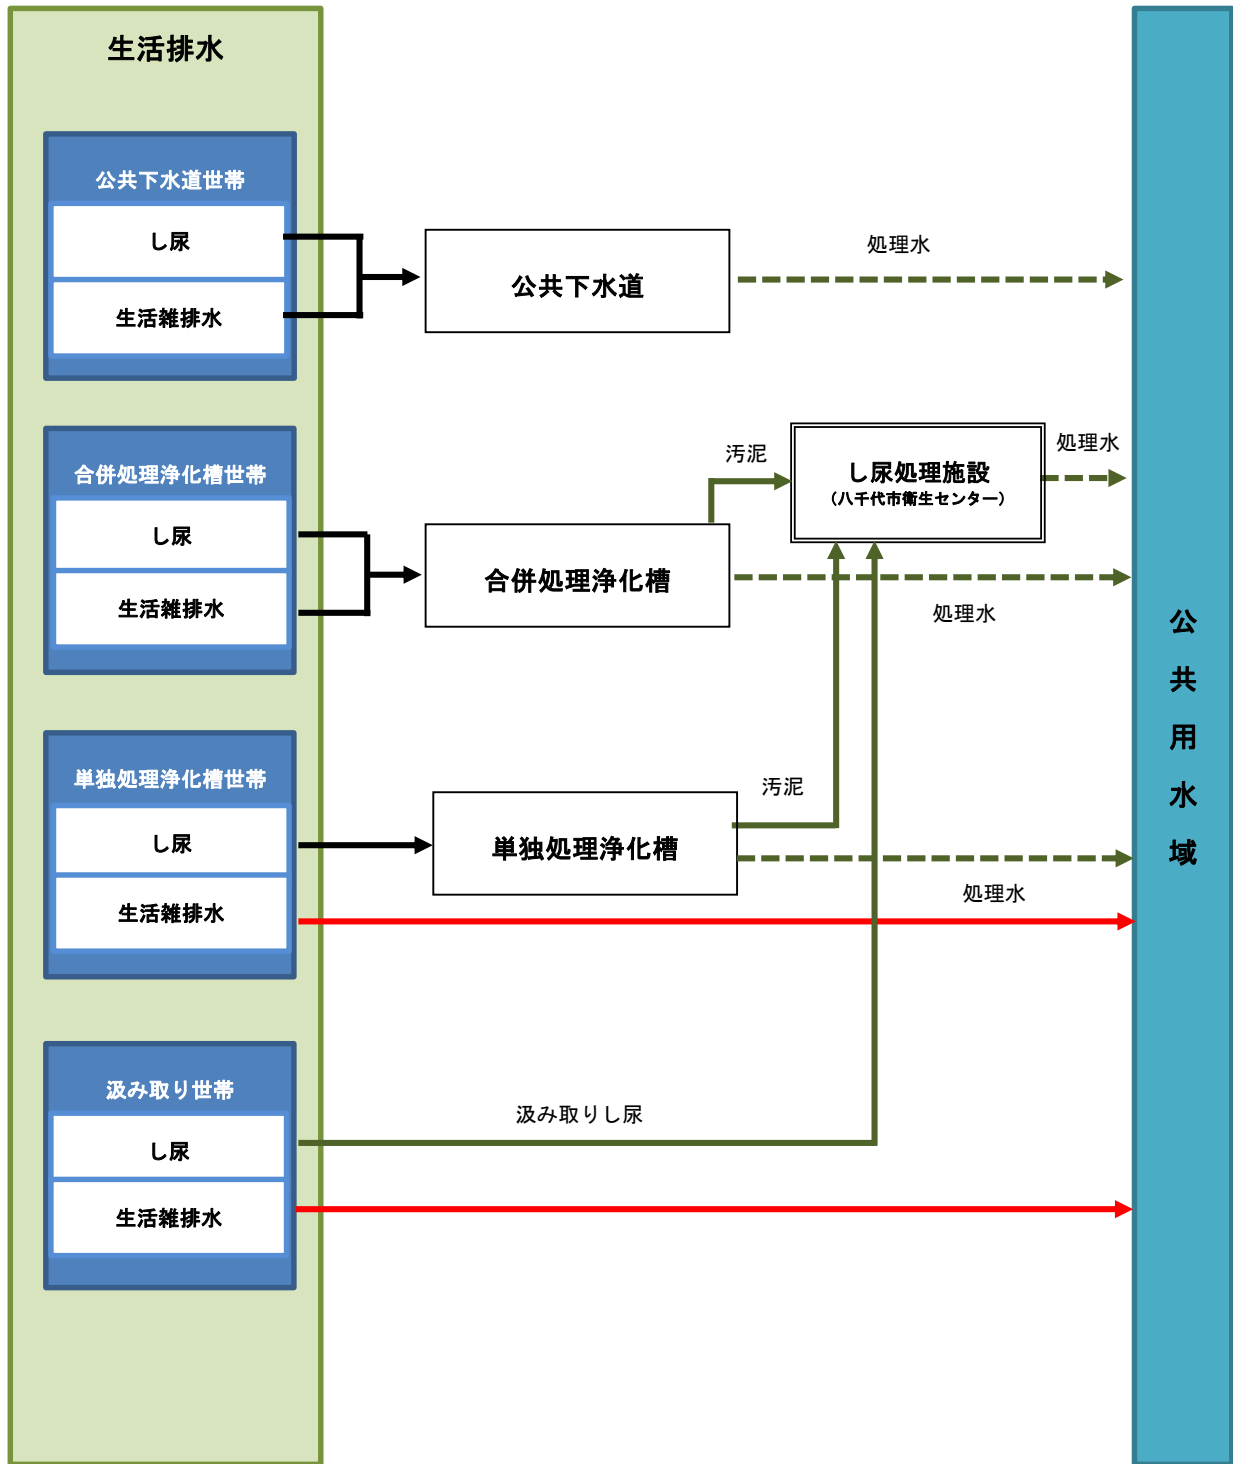 生活排水
公共下水道世帯
し尿
生活雑排水
公共下水道
処理水
合併処理浄化槽世帯
し尿
生活雑排水
合併処理浄化槽
汚泥
し尿処理施設
（八千代市衛生センター）
処理水
処理水
単独処理浄化槽世帯
し尿
生活雑排水
単独処理浄化槽
汚泥
処理水
汲み取り世帯
し尿
生活雑排水
汲み取りし尿
公共用水域